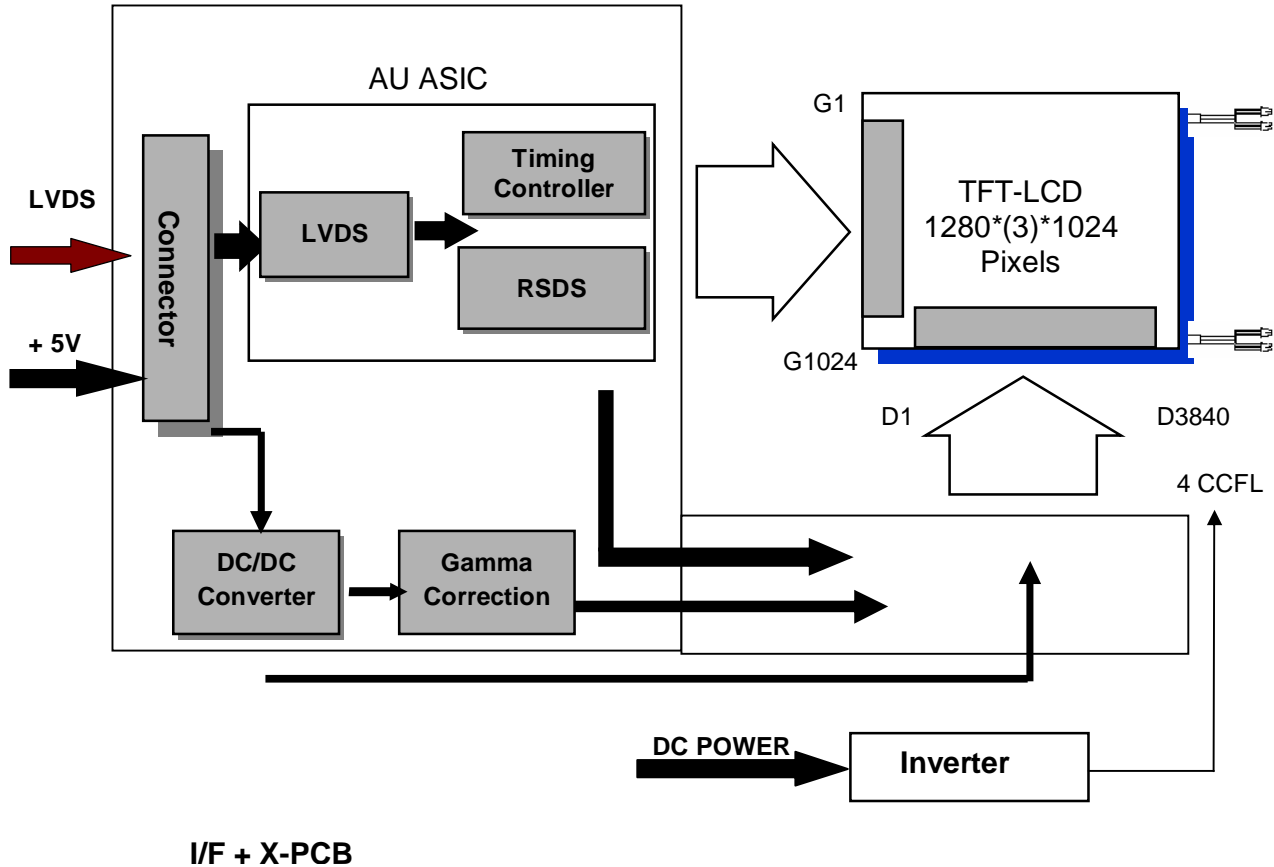 AU ASIC
G1
Timing
Controller
TFT-LCD
1280*(3)*1024
Pixels
LVDS
Connector
LVDS
RSDS
+ 5V
G1024
D1
D3840
4 CCFL
DC/DC
Converter
Gamma
Correction
DC POWER
Inverter
I/F + X-PCB